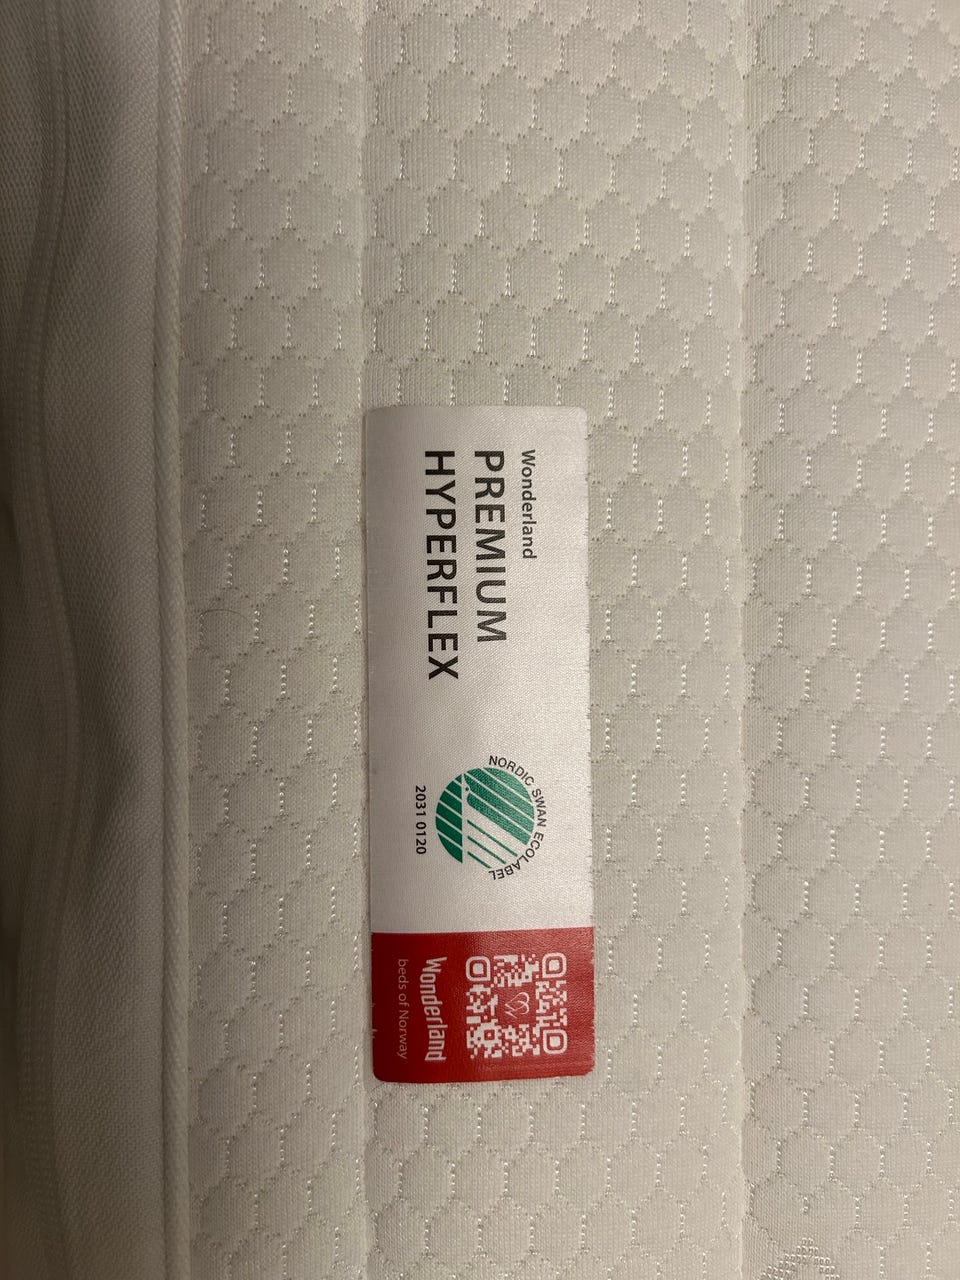 Wonderland
PREMIUM
HYPERFLEX
NORDIC SWAN ECOLABEL
2031 0120
Wonderland
beds of Norway